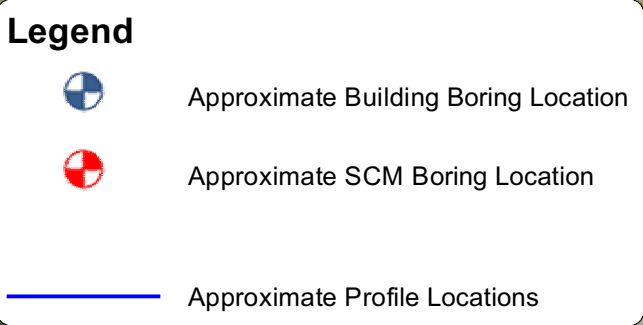 Legend
Approximate Building Boring Location
Approximate SCM Boring Location
Approximate Profile Locations